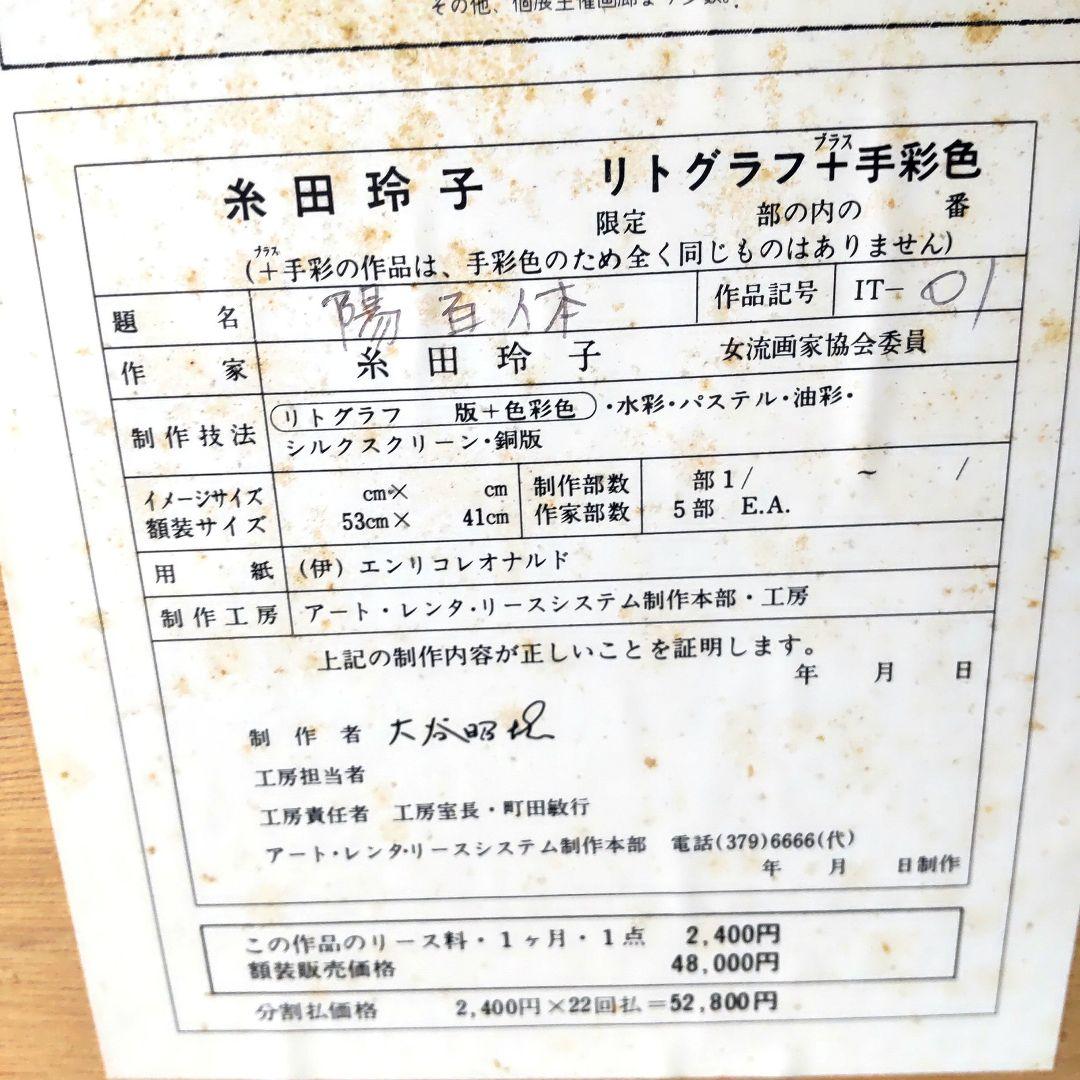 その他、個展主催画廊
糸田玲子 リトグラフ+手彩色
プラス
限定 部の内の 番
プラス
(+手彩の作品は、手彩色のため全く同じものはありません)
題名 陽 作品記号 IT- 01
作家 糸田玲子 女流画家協会委員
制作技法 リトグラフ 版+色彩色・水彩・パステル・油彩・
シルクスクリーン・銅版
イメージサイズ cm× cm 制作部数 部1/ ~ /
額装サイズ 53cm× 41cm 作家部数 5部 E.A.
用紙 (伊) エンリコレオナルド
制作工房 アート・レンタ・リースシステム制作本部・工房
上記の制作内容が正しいことを証明します。
年 月 日
制作者 大谷昭
工房担当者
工房責任者 工房室長・町田敏行
アート・レンタ・リースシステム制作本部 電話(379)6666(代)
年 月 日制作
この作品のリース料・1ヶ月・1点 2,400円
額装販売価格 48,000円
分割払価格 2,400円×22回払=52,800円